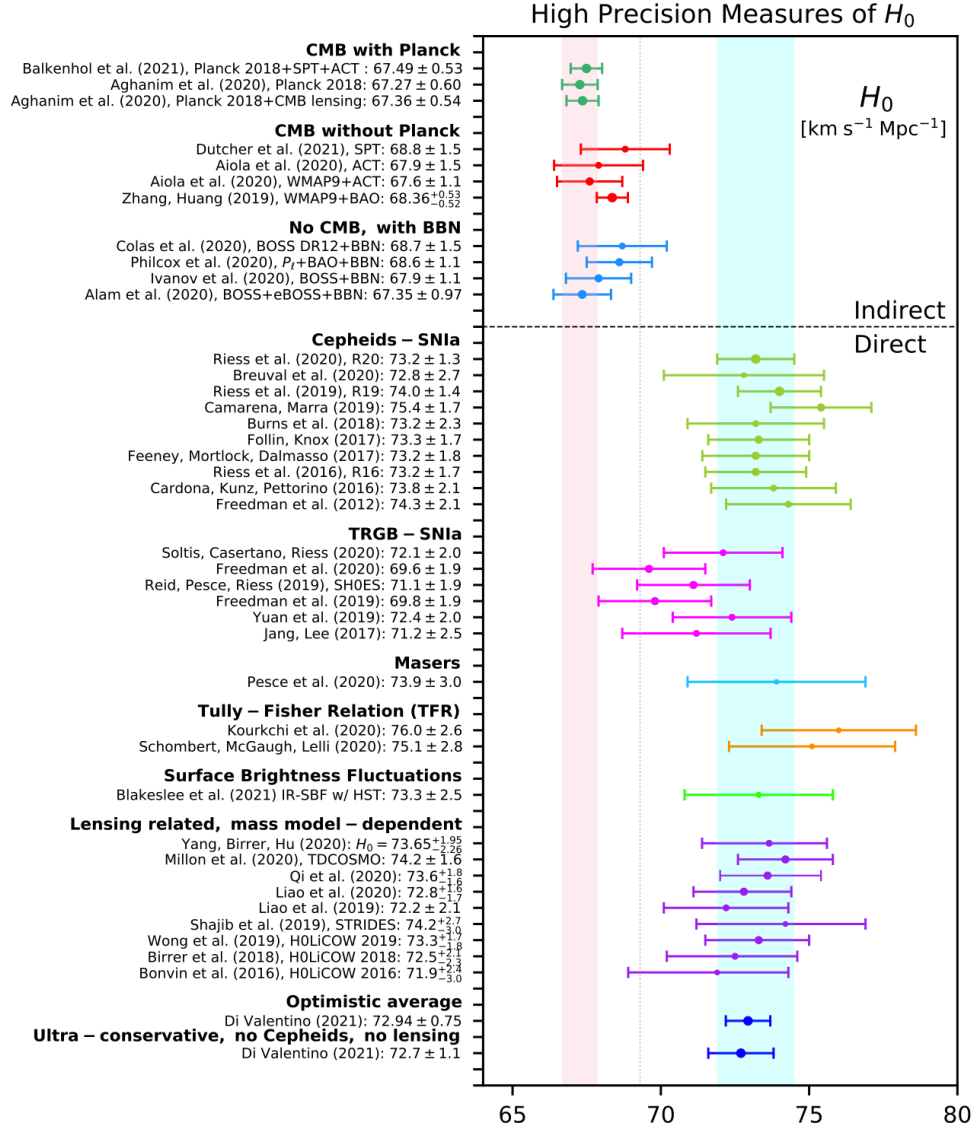 High Precision Measures of H₀
CMB with Planck
Balkenhol et al. (2021), Planck 2018+SPT+ACT : 67.49 ± 0.53
Aghanim et al. (2020), Planck 2018: 67.27 ± 0.60
Aghanim et al. (2020), Planck 2018+CMB lensing: 67.36 ± 0.54
H₀
[km s⁻¹ Mpc⁻¹]
CMB without Planck
Dutcher et al. (2021), SPT: 68.8 ± 1.5
Aiola et al. (2020), ACT: 67.9 ± 1.5
Aiola et al. (2020), WMAP9+ACT: 67.6 ± 1.1
Zhang, Huang (2019), WMAP9+BAO: 68.36 +0.53 −0.52
No CMB, with BBN
Colas et al. (2020), BOSS DR12+BBN: 68.7 ± 1.5
Philcox et al. (2020), Pℓ+BAO+BBN: 68.6 ± 1.1
Ivanov et al. (2020), BOSS+BBN: 67.9 ± 1.1
Alam et al. (2020), BOSS+eBOSS+BBN: 67.35 ± 0.97
Indirect
Direct
Cepheids − SNIa
Riess et al. (2020), R20: 73.2 ± 1.3
Breuval et al. (2020): 72.8 ± 2.7
Riess et al. (2019), R19: 74.0 ± 1.4
Camarena, Marra (2019): 75.4 ± 1.7
Burns et al. (2018): 73.2 ± 2.3
Follin, Knox (2017): 73.3 ± 1.7
Feeney, Mortlock, Dalmasso (2017): 73.2 ± 1.8
Riess et al. (2016), R16: 73.2 ± 1.7
Cardona, Kunz, Pettorino (2016): 73.8 ± 2.1
Freedman et al. (2012): 74.3 ± 2.1
TRGB − SNIa
Soltis, Casertano, Riess (2020): 72.1 ± 2.0
Freedman et al. (2020): 69.6 ± 1.9
Reid, Pesce, Riess (2019), SH0ES: 71.1 ± 1.9
Freedman et al. (2019): 69.8 ± 1.9
Yuan et al. (2019): 72.4 ± 2.0
Jang, Lee (2017): 71.2 ± 2.5
Masers
Pesce et al. (2020): 73.9 ± 3.0
Tully − Fisher Relation (TFR)
Kourkchi et al. (2020): 76.0 ± 2.6
Schombert, McGaugh, Lelli (2020): 75.1 ± 2.8
Surface Brightness Fluctuations
Blakeslee et al. (2021) IR-SBF w/ HST: 73.3 ± 2.5
Lensing related, mass model − dependent
Yang, Birrer, Hu (2020): H₀ = 73.65 +1.95 −2.26
Millon et al. (2020), TDCOSMO: 74.2 ± 1.6
Qi et al. (2020): 73.6 +1.8 −1.6
Liao et al. (2020): 72.8 +1.6 −1.7
Liao et al. (2019): 72.2 ± 2.1
Shajib et al. (2019), STRIDES: 74.2 +2.7 −3.0
Wong et al. (2019), H0LiCOW 2019: 73.3 +1.7 −1.8
Birrer et al. (2018), H0LiCOW 2018: 72.5 +2.1 −2.3
Bonvin et al. (2016), H0LiCOW 2016: 71.9 +2.4 −3.0
Optimistic average
Di Valentino (2021): 72.94 ± 0.75
Ultra − conservative, no Cepheids, no lensing
Di Valentino (2021): 72.7 ± 1.1
65 70 75 80